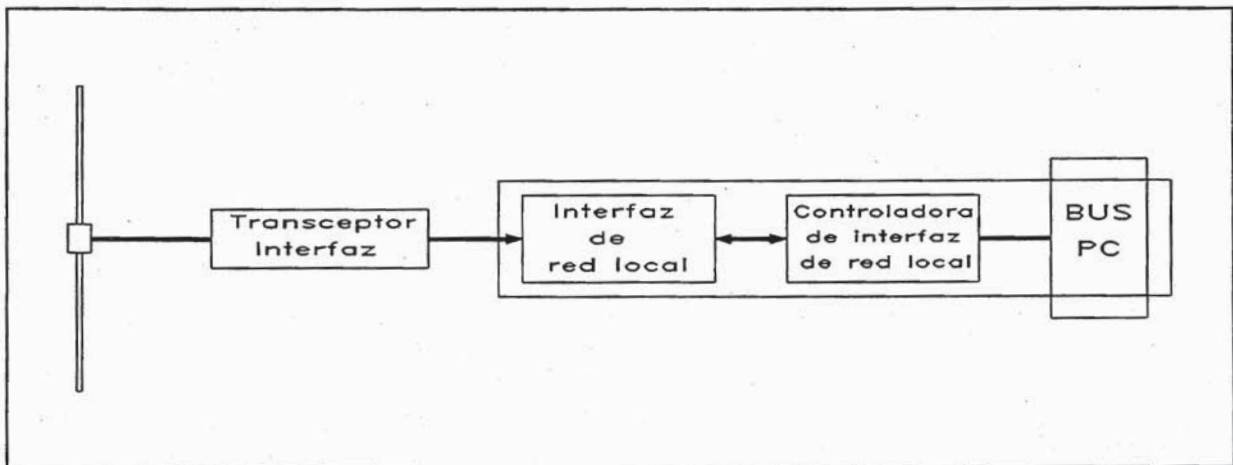 Transceptor
Interfaz
Interfaz
de
red local
Controladora
de interfaz
de red local
BUS
PC